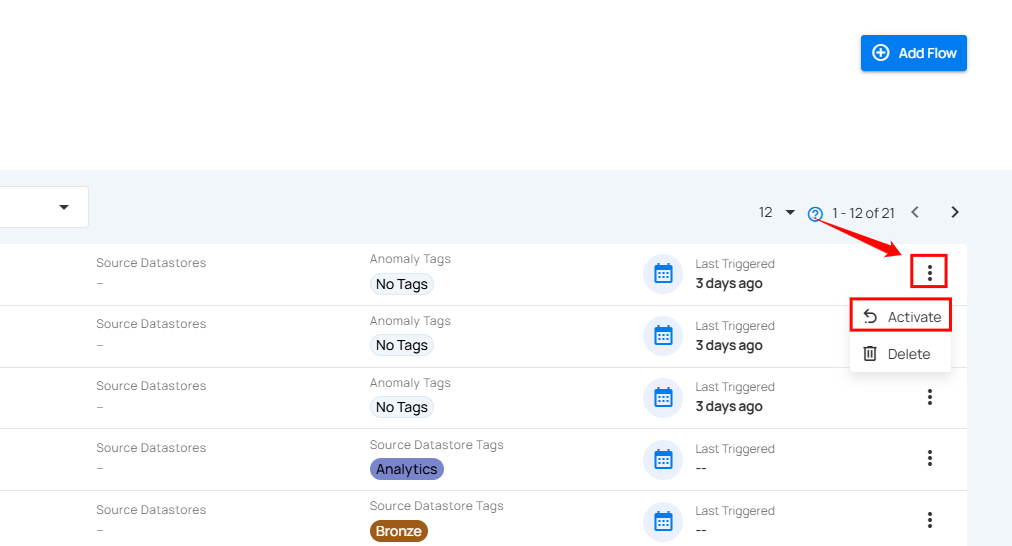 Add Flow
12
1 - 12 of 21
Source Datastores
--
Anomaly Tags
No Tags
Last Triggered
3 days ago
Activate
Delete
Source Datastores
--
Anomaly Tags
No Tags
Last Triggered
3 days ago
Source Datastores
--
Anomaly Tags
No Tags
Last Triggered
3 days ago
Source Datastores
--
Source Datastore Tags
Analytics
Last Triggered
--
Source Datastores
--
Source Datastore Tags
Bronze
Last Triggered
--